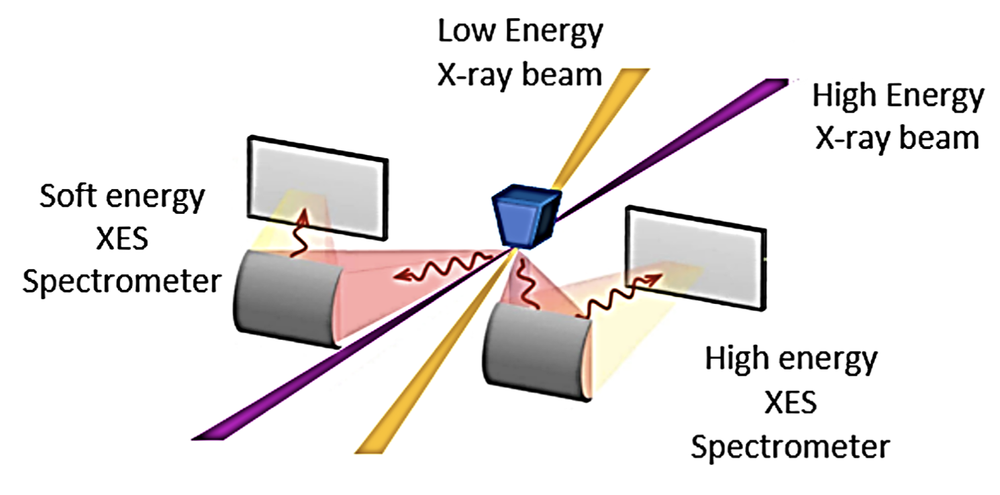 Low Energy
X-ray beam
High Energy
X-ray beam
Soft energy
XES
Spectrometer
High energy
XES
Spectrometer